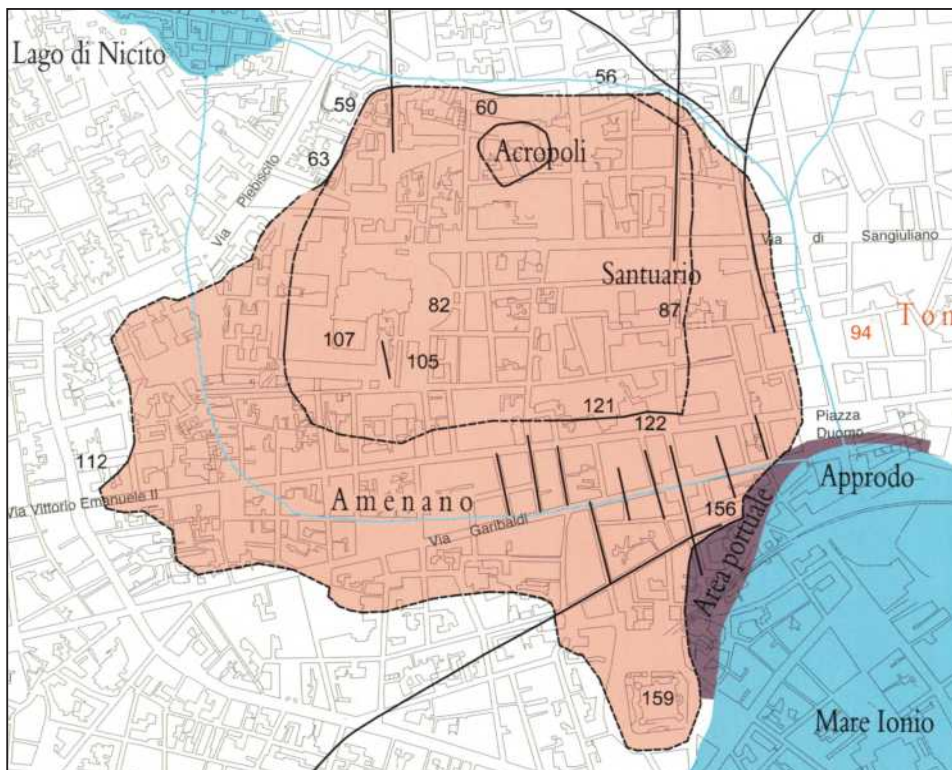 Lago di Nicito
56
59
60
Acropoli
63
Via Plebiscito
Via di Sangiuliano
Santuario
82
87
94
Ton
107
105
121
122
Piazza Duomo
112
Via Vittorio Emanuele II
Amenano
Via Garibaldi
156
Approdo
Area portuale
159
Mare Ionio